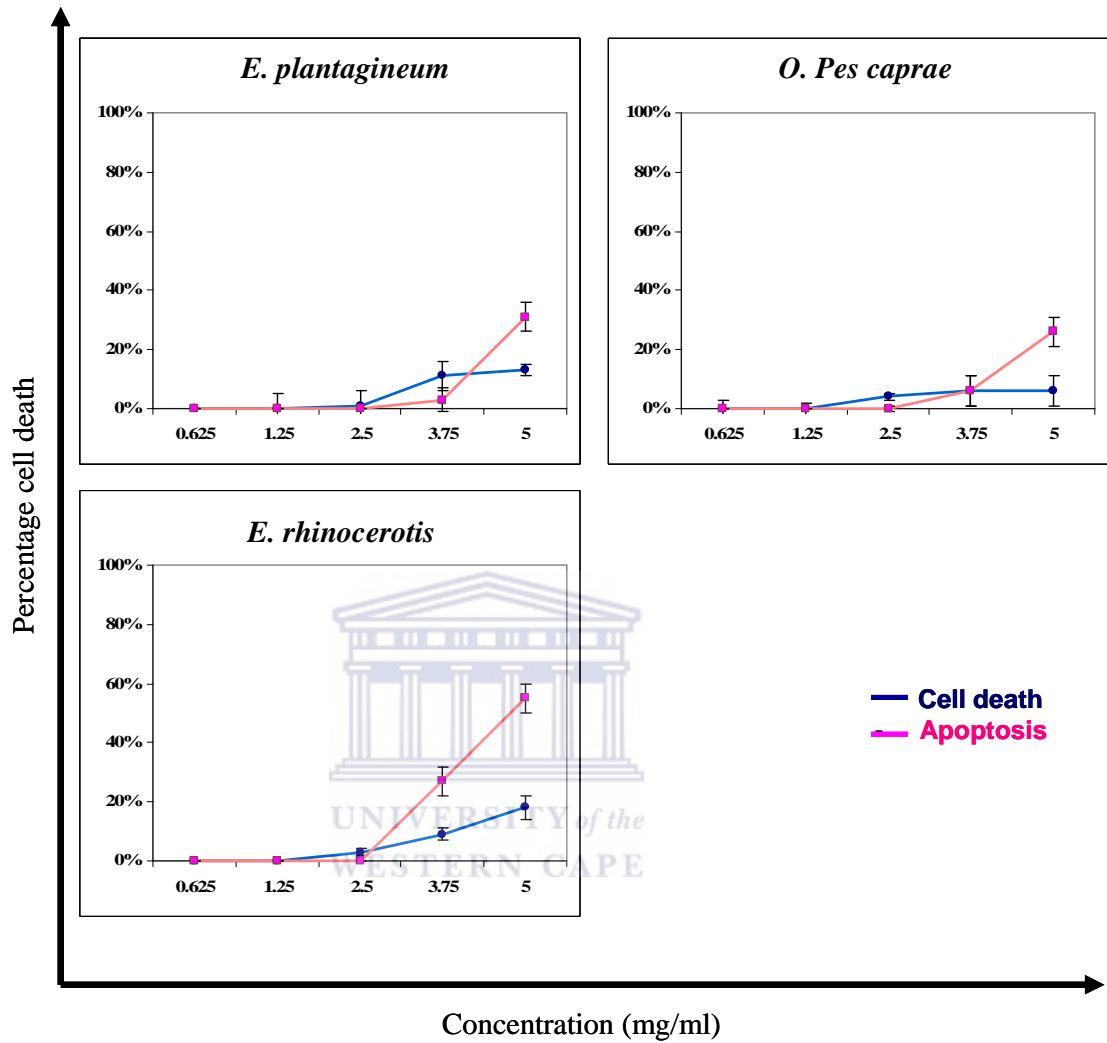 E. plantagineum
100%
80%
60%
40%
20%
0%
0.625 1.25 2.5 3.75 5
O. Pes caprae
100%
80%
60%
40%
20%
0%
0.625 1.25 2.5 3.75 5
Percentage cell death
E. rhinocerotis
100%
80%
60%
40%
20%
0%
0.625 1.25 2.5 3.75 5
UNIVERSITY of the
WESTERN CAPE
Cell death
Apoptosis
Concentration (mg/ml)